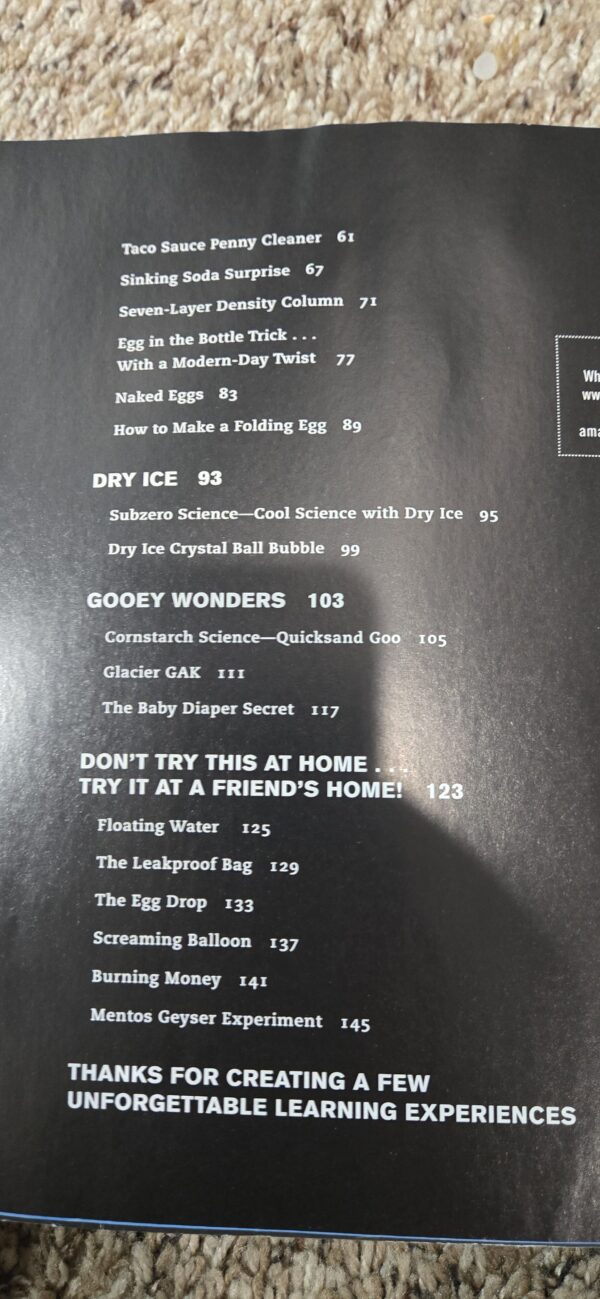 Taco Sauce Penny Cleaner 61
Sinking Soda Surprise 67
Seven-Layer Density Column 71
Egg in the Bottle Trick . . .
With a Modern-Day Twist 77
Naked Eggs 83
How to Make a Folding Egg 89
DRY ICE 93
Subzero Science—Cool Science with Dry Ice 95
Dry Ice Crystal Ball Bubble 99
GOOEY WONDERS 103
Cornstarch Science—Quicksand Goo 105
Glacier GAK 111
The Baby Diaper Secret 117
DON'T TRY THIS AT HOME . . .
TRY IT AT A FRIEND'S HOME! 123
Floating Water 125
The Leakproof Bag 129
The Egg Drop 133
Screaming Balloon 137
Burning Money 141
Mentos Geyser Experiment 145
THANKS FOR CREATING A FEW
UNFORGETTABLE LEARNING EXPERIENCES